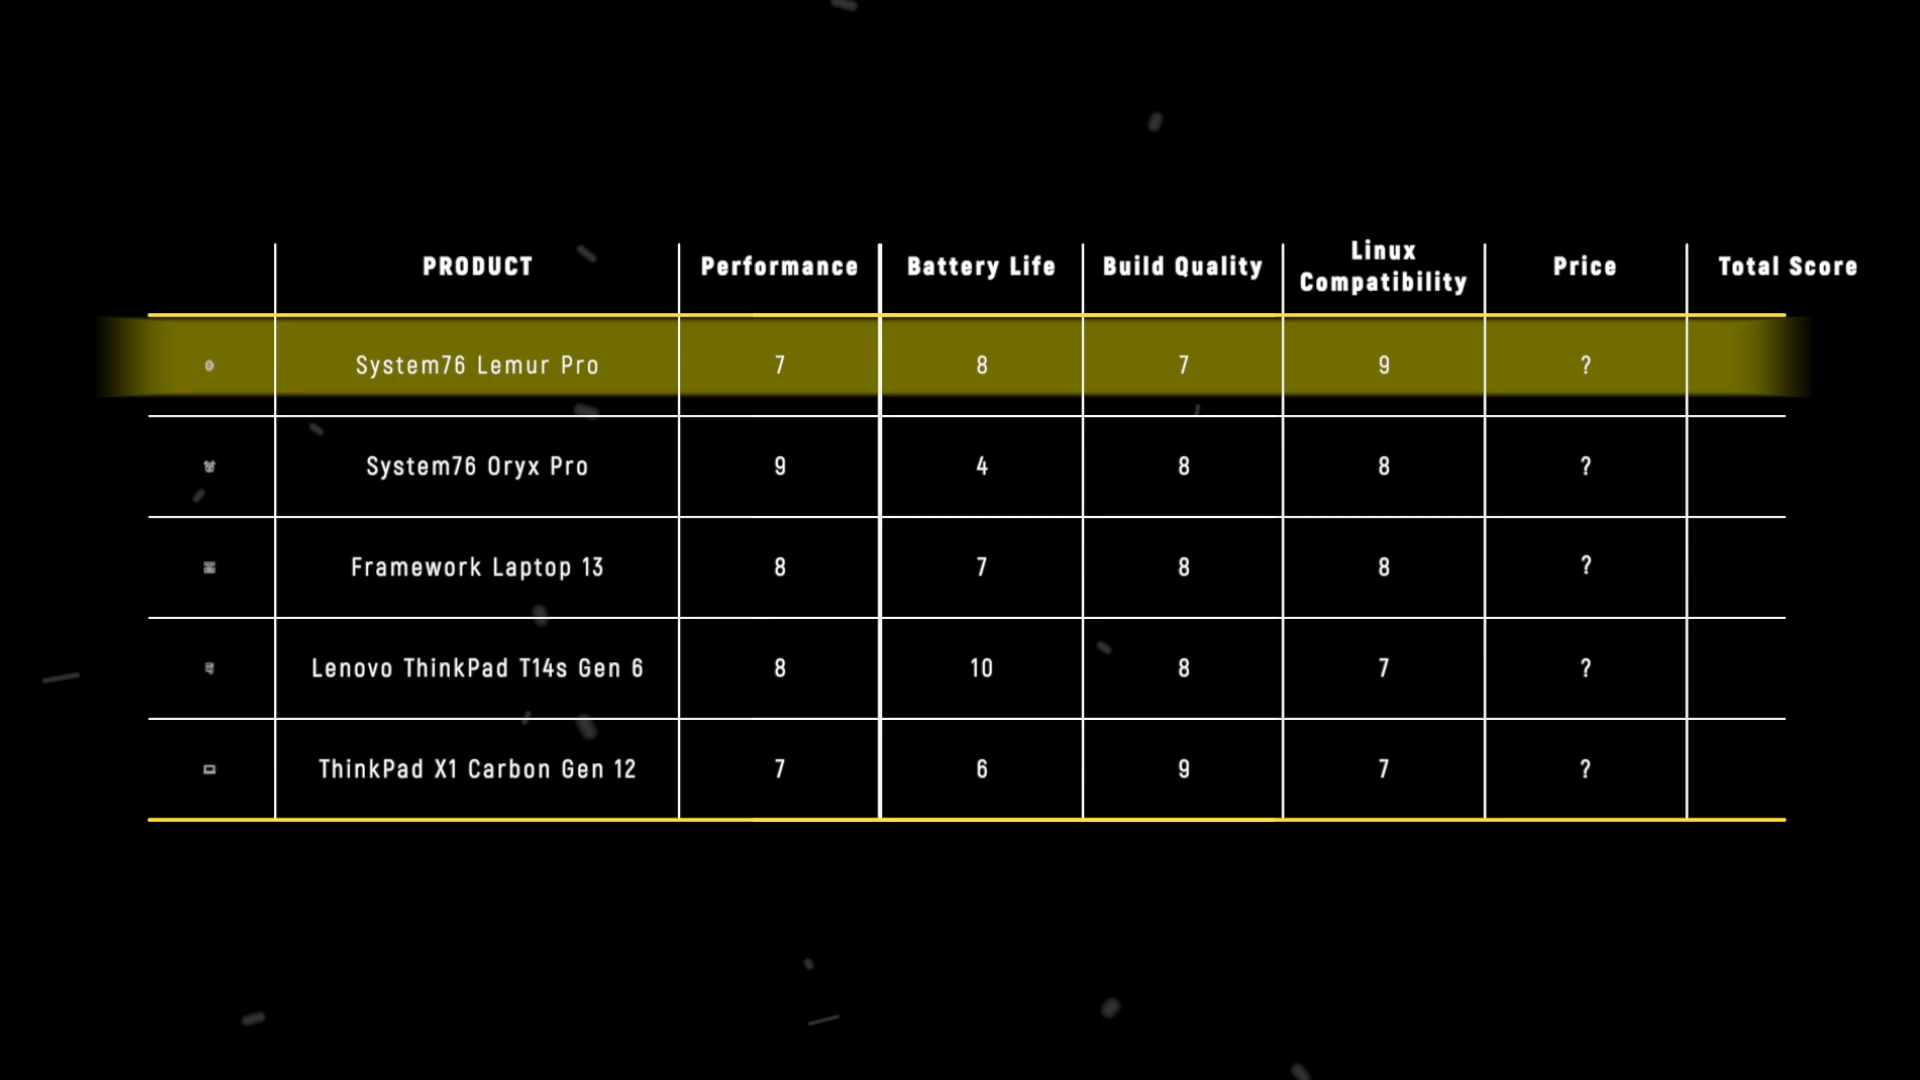 PRODUCT Performance Battery Life Build Quality Linux Compatibility Price Total Score
System76 Lemur Pro 7 8 7 9 ?
System76 Oryx Pro 9 4 8 8 ?
Framework Laptop 13 8 7 8 8 ?
Lenovo ThinkPad T14s Gen 6 8 10 8 7 ?
ThinkPad X1 Carbon Gen 12 7 6 9 7 ?